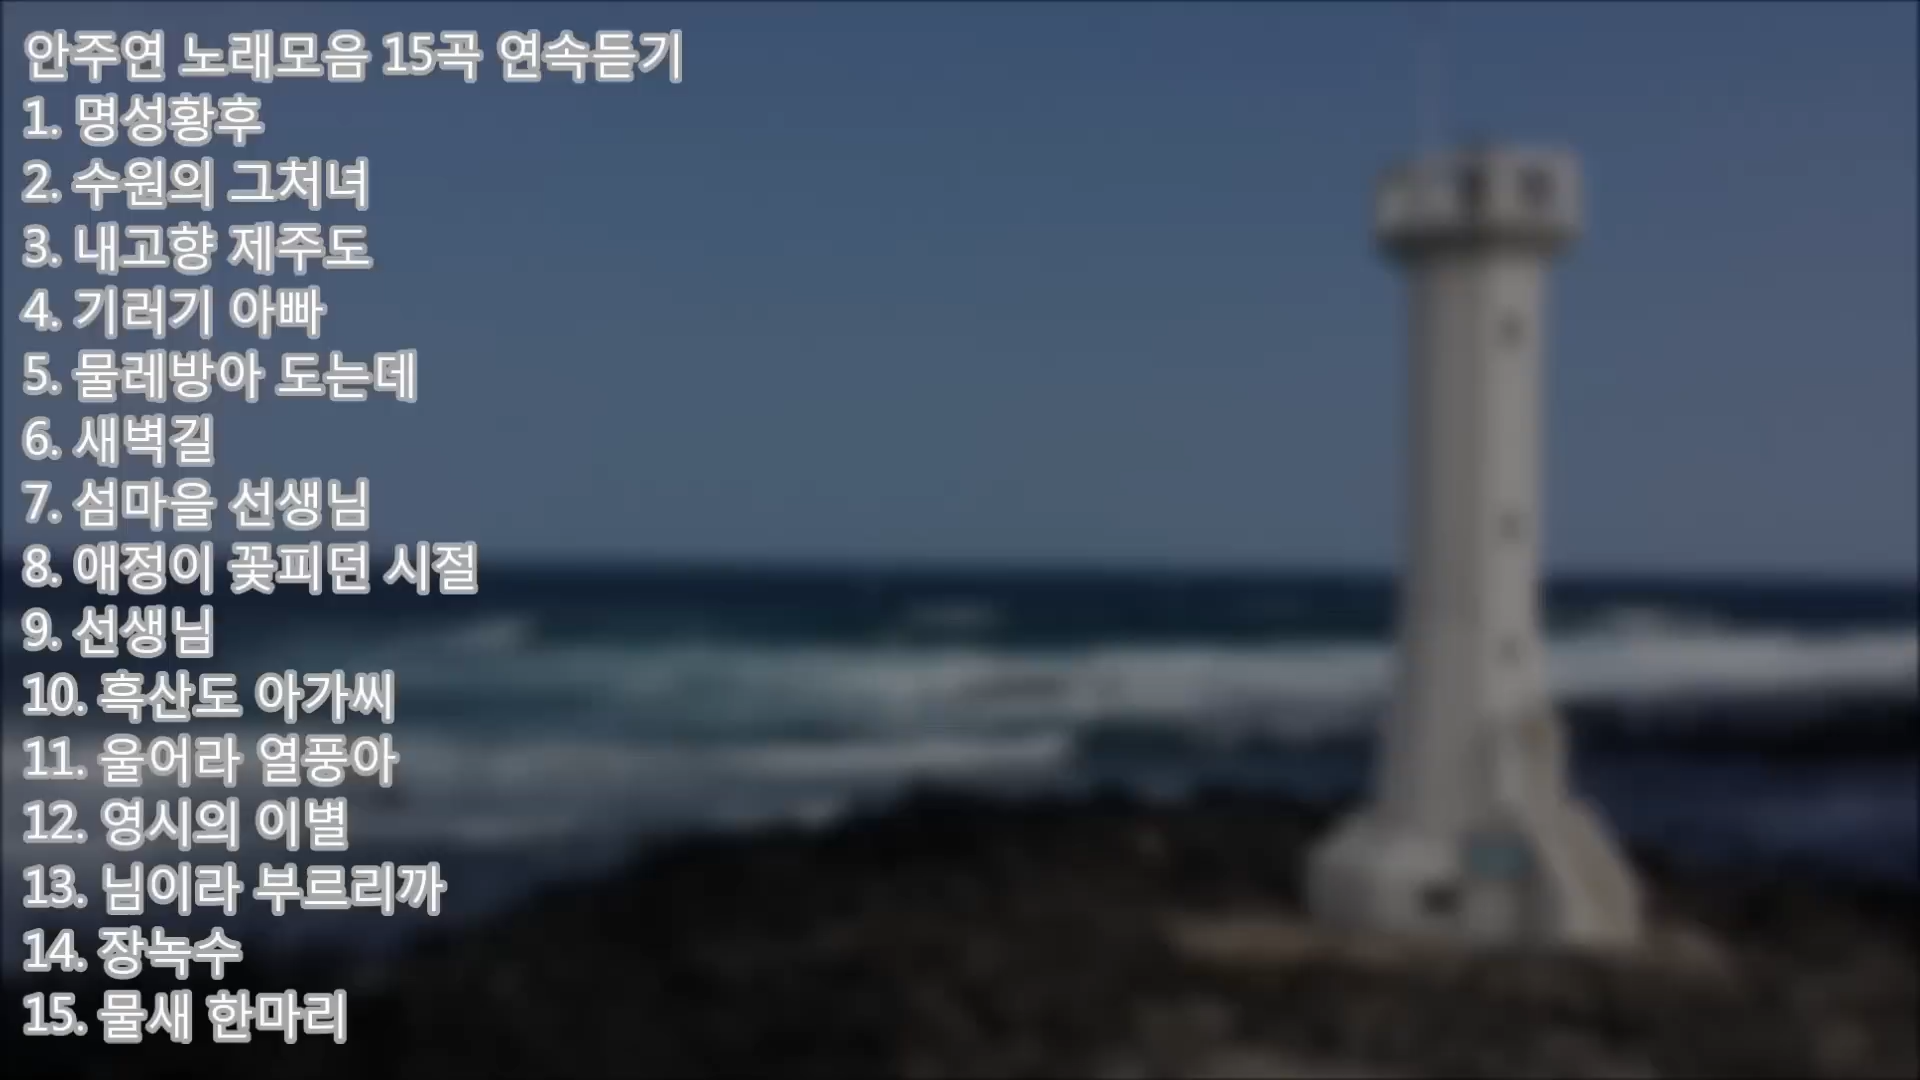 안주연 노래모음 15곡 연속듣기
1. 명성황후
2. 수원의 그처녀
3. 내고향 제주도
4. 기러기 아빠
5. 물레방아 도는데
6. 새벽길
7. 섬마을 선생님
8. 애정이 꽃피던 시절
9. 선생님
10. 흑산도 아가씨
11. 울어라 열풍아
12. 영시의 이별
13. 님이라 부르리까
14. 장녹수
15. 물새 한마리